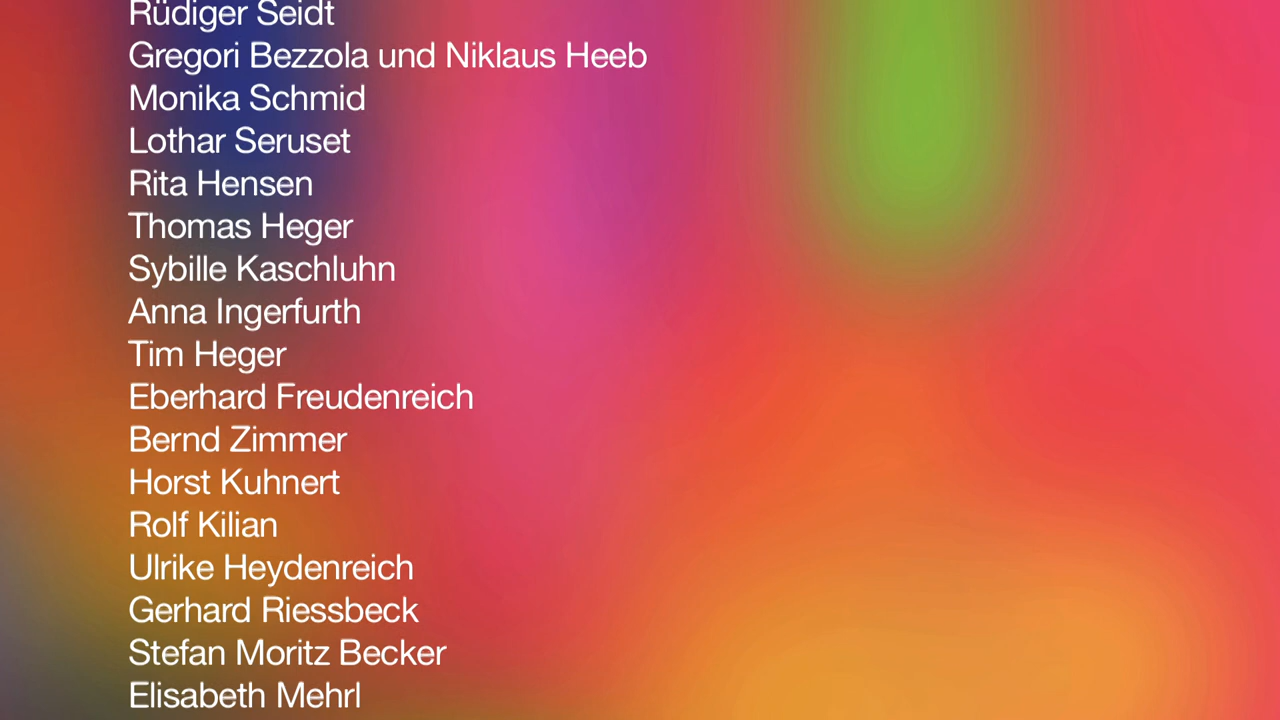 Rüdiger Seidt
Gregori Bezzola und Niklaus Heeb
Monika Schmid
Lothar Seruset
Rita Hensen
Thomas Heger
Sybille Kaschluhn
Anna Ingerfurth
Tim Heger
Eberhard Freudenreich
Bernd Zimmer
Horst Kuhnert
Rolf Kilian
Ulrike Heydenreich
Gerhard Riessbeck
Stefan Moritz Becker
Elisabeth Mehrl